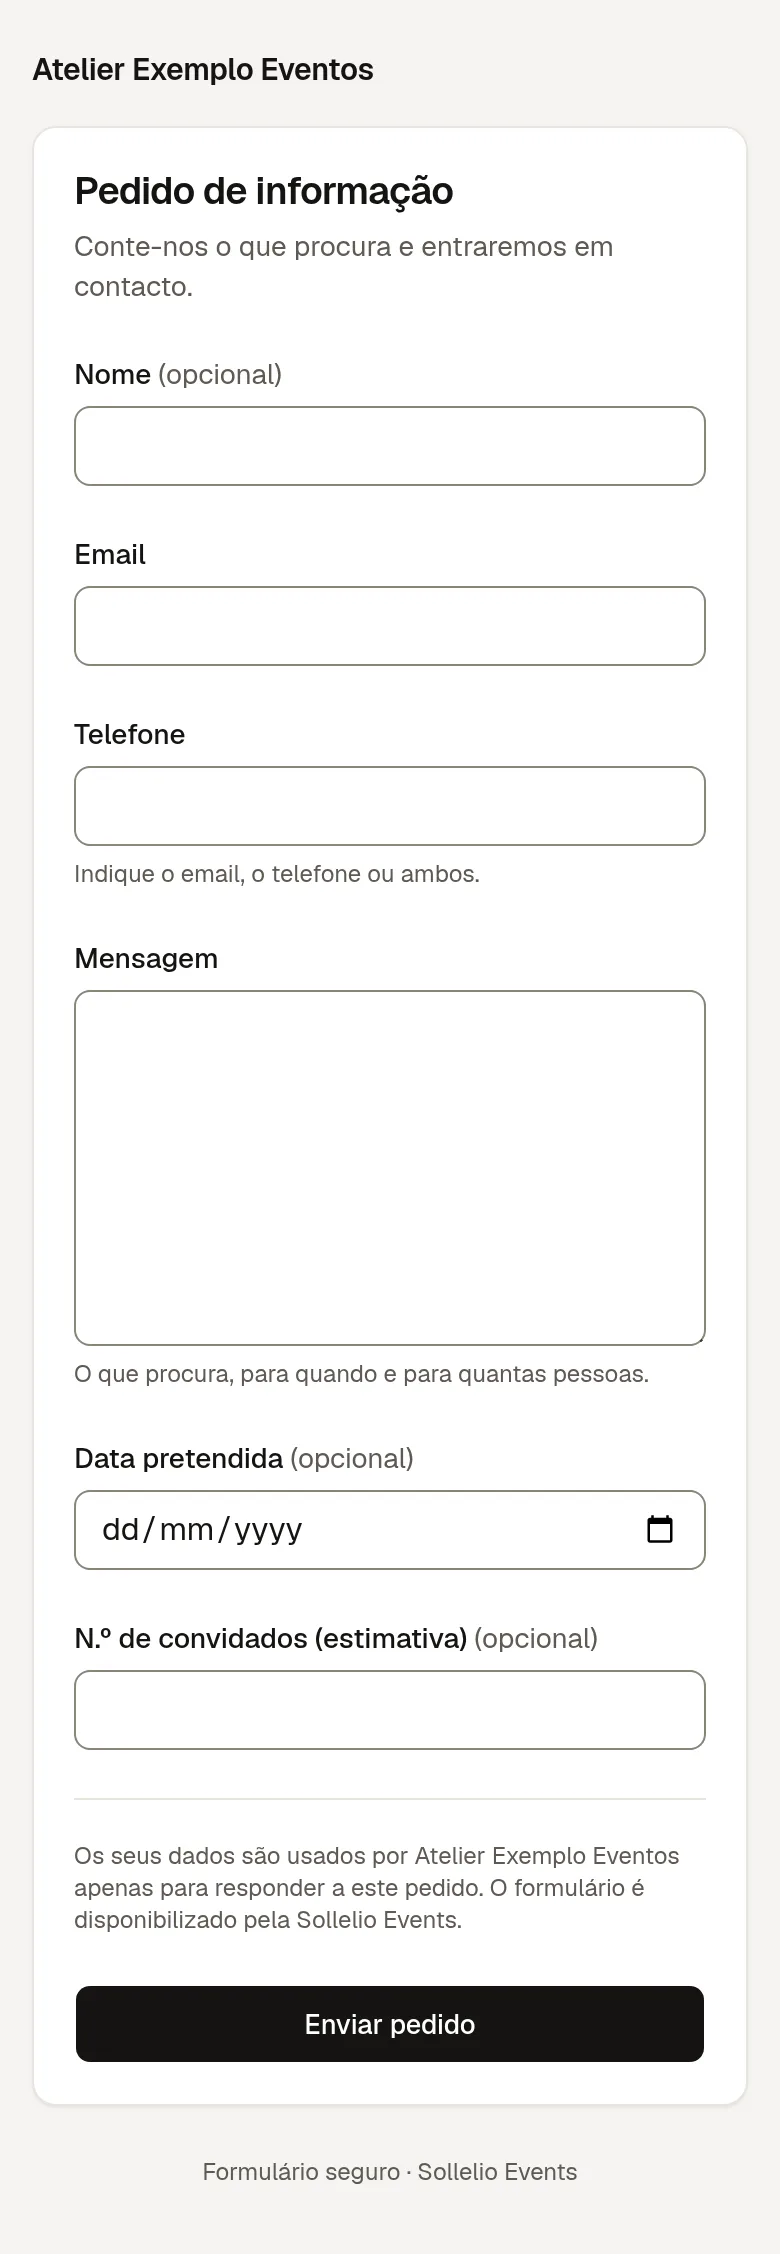 Atelier Exemplo Eventos
Pedido de informação
Conte-nos o que procura e entraremos em
contacto.
Nome (opcional)
Email
Telefone
Indique o email, o telefone ou ambos.
Mensagem
O que procura, para quando e para quantas pessoas.
Data pretendida (opcional)
dd/mm/yyyy
N.º de convidados (estimativa) (opcional)
Os seus dados são usados por Atelier Exemplo Eventos
apenas para responder a este pedido. O formulário é
disponibilizado pela Sollelio Events.
Enviar pedido
Formulário seguro · Sollelio Events